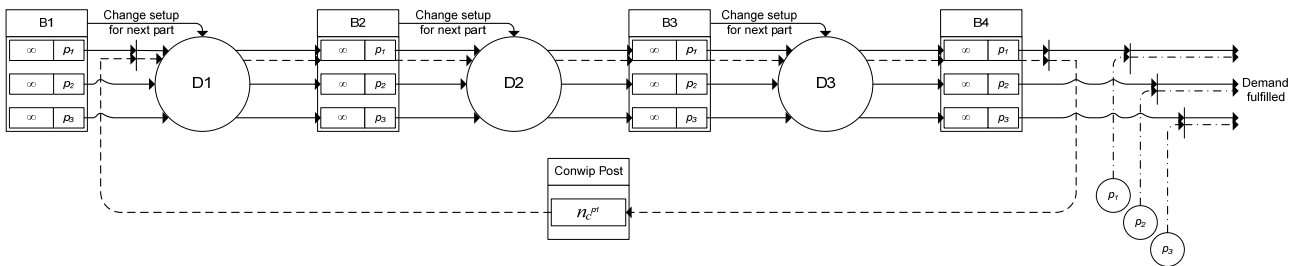 B1
∞ p₁
∞ p₂
∞ p₃
Change setup
for next part
D1
B2
∞ p₁
∞ p₂
∞ p₃
Change setup
for next part
D2
B3
∞ p₁
∞ p₂
∞ p₃
Change setup
for next part
D3
B4
∞ p₁
∞ p₂
∞ p₃
Demand
fulfilled
Conwip Post
n_c^p1
p₁
p₂
p₃